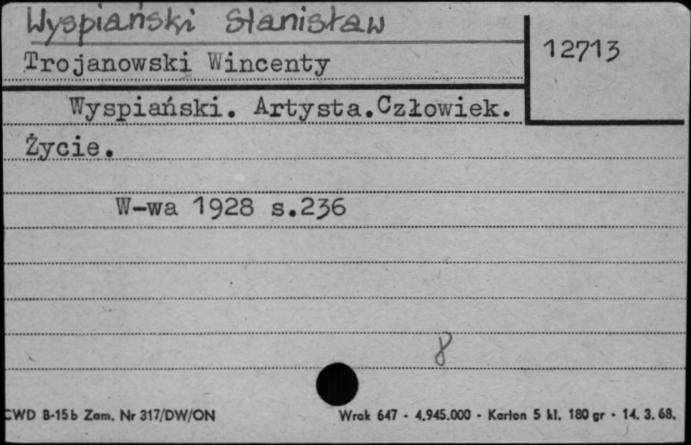 Wyspiański Stanisław
12713
Trojanowski Wincenty
Wyspiański. Artysta.Człowiek.
Życie.
W-wa 1928 s.236
8
CWD B-15b Zam. Nr 317/DW/ON
Wrak 647 - 4.945.000 - Karton 5 kl. 180 gr - 14. 3. 68.